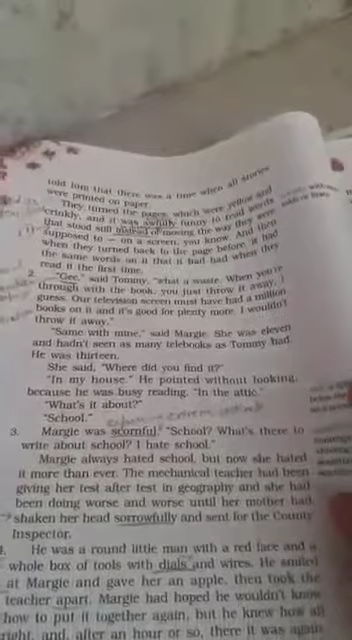 told Tom that there was a time when all stories
were printed on paper.
They turned the pages, which were yellow and
crinkly, and it was awfully funny to read words
that stood still instead of moving the way they were
supposed to — on a screen, you know. And then
when they turned back to the page before, it had
the same words on it that it had had when they
read it the first time.
2. "Gee," said Tommy, "what a waste. When you're
through with the book, you just throw it away, I
guess. Our television screen must have had a million
books on it and it's good for plenty more. I wouldn't
throw it away."
"Same with mine," said Margie. She was eleven
and hadn't seen as many telebooks as Tommy had.
He was thirteen.
She said, "Where did you find it?"
"In my house." He pointed without looking,
because he was busy reading. "In the attic."
"What's it about?"
"School."
3. Margie was scornful. "School? What's there to
write about school? I hate school."
Margie always hated school, but now she hated
it more than ever. The mechanical teacher had been
giving her test after test in geography and she had
been doing worse and worse until her mother had
shaken her head sorrowfully and sent for the County
Inspector.
He was a round little man with a red face and a
whole box of tools with dials and wires. He smiled
at Margie and gave her an apple, then took the
teacher apart. Margie had hoped he wouldn't know
how to put it together again, but he knew how all
right, and, after an hour or so, there it was again